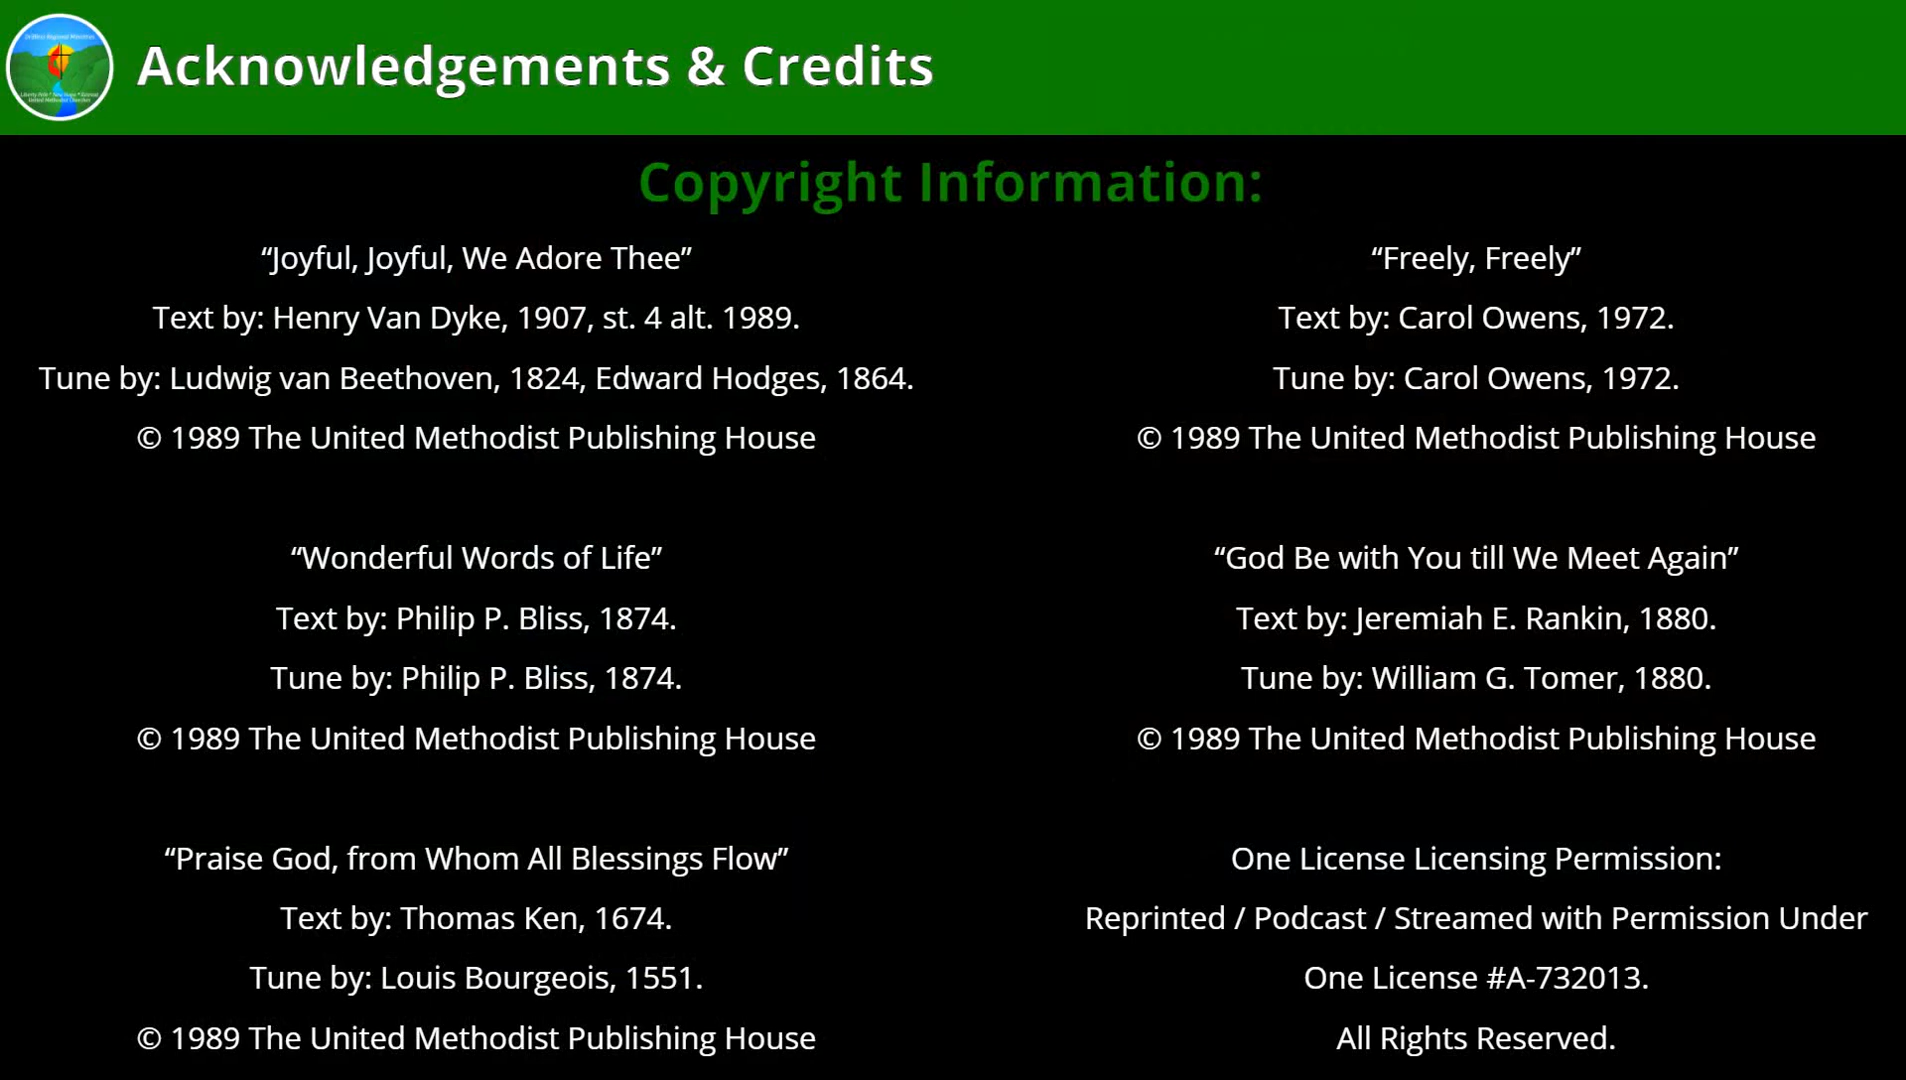 Acknowledgements & Credits
Copyright Information:
“Joyful, Joyful, We Adore Thee”
Text by: Henry Van Dyke, 1907, st. 4 alt. 1989.
Tune by: Ludwig van Beethoven, 1824, Edward Hodges, 1864.
© 1989 The United Methodist Publishing House
“Wonderful Words of Life”
Text by: Philip P. Bliss, 1874.
Tune by: Philip P. Bliss, 1874.
© 1989 The United Methodist Publishing House
“Praise God, from Whom All Blessings Flow”
Text by: Thomas Ken, 1674.
Tune by: Louis Bourgeois, 1551.
© 1989 The United Methodist Publishing House
“Freely, Freely”
Text by: Carol Owens, 1972.
Tune by: Carol Owens, 1972.
© 1989 The United Methodist Publishing House
“God Be with You till We Meet Again”
Text by: Jeremiah E. Rankin, 1880.
Tune by: William G. Tomer, 1880.
© 1989 The United Methodist Publishing House
One License Licensing Permission:
Reprinted / Podcast / Streamed with Permission Under
One License #A-732013.
All Rights Reserved.